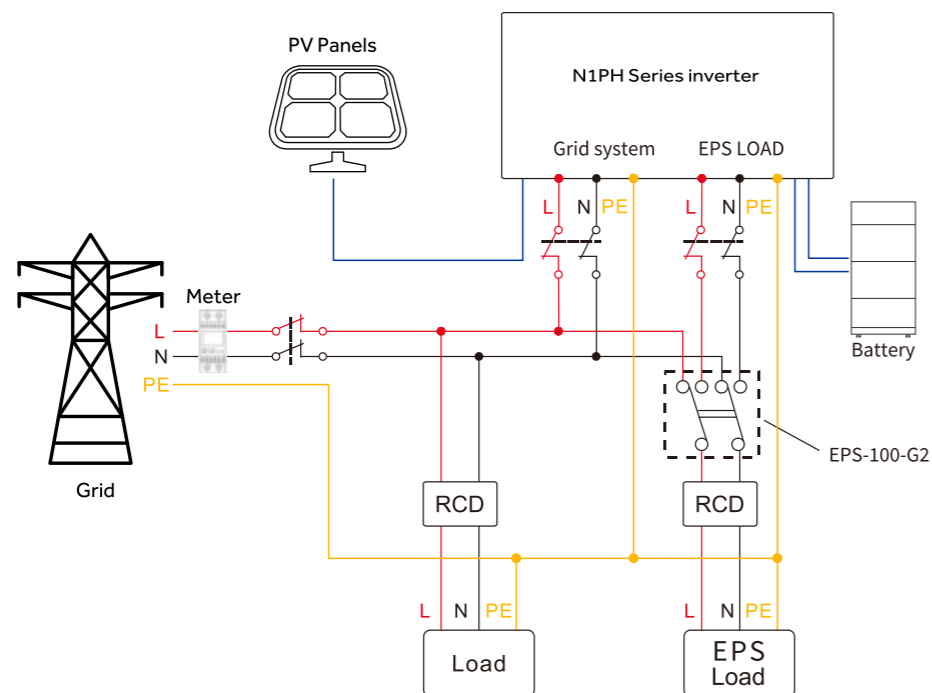 PV Panels
N1PH Series inverter
Grid system
EPS LOAD
L
N
PE
L
N
PE
Meter
L
N
PE
Battery
EPS-100-G2
Grid
RCD
RCD
L
N
PE
L
N
PE
Load
EPS
Load